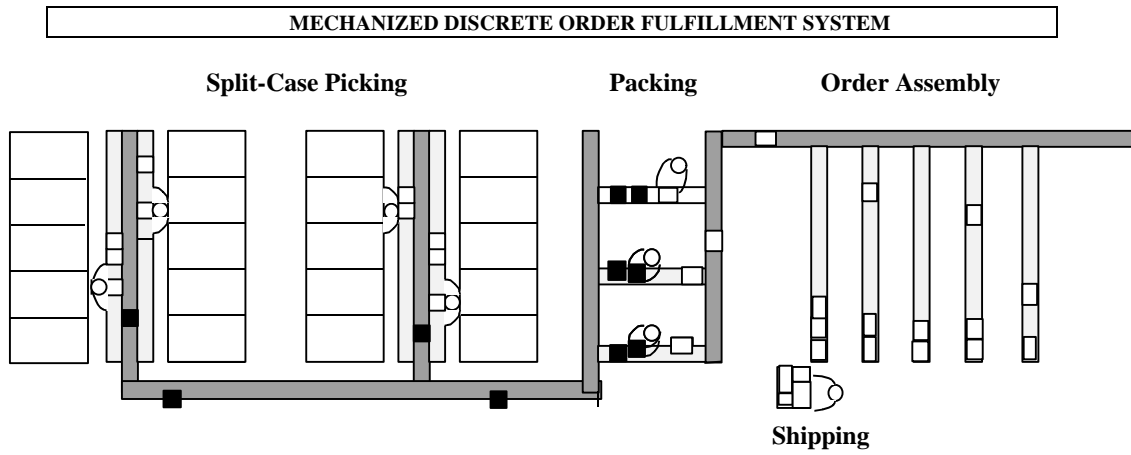 MECHANIZED DISCRETE ORDER FULFILLMENT SYSTEM
Split-Case Picking
Packing
Order Assembly
Shipping